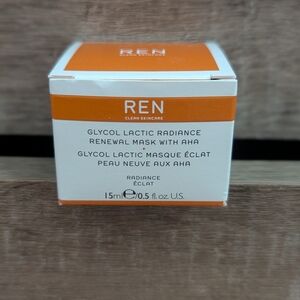 REN
REN
CLEAN SKINCARE
GLYCOL LACTIC RADIANCE
RENEWAL MASK WITH AHA
•
GLYCOL LACTIC MASQUE ÉCLAT
PEAU NEUVE AUX AHA
RADIANCE
ÉCLAT
15ml℮/0.5 fl.oz. U.S.